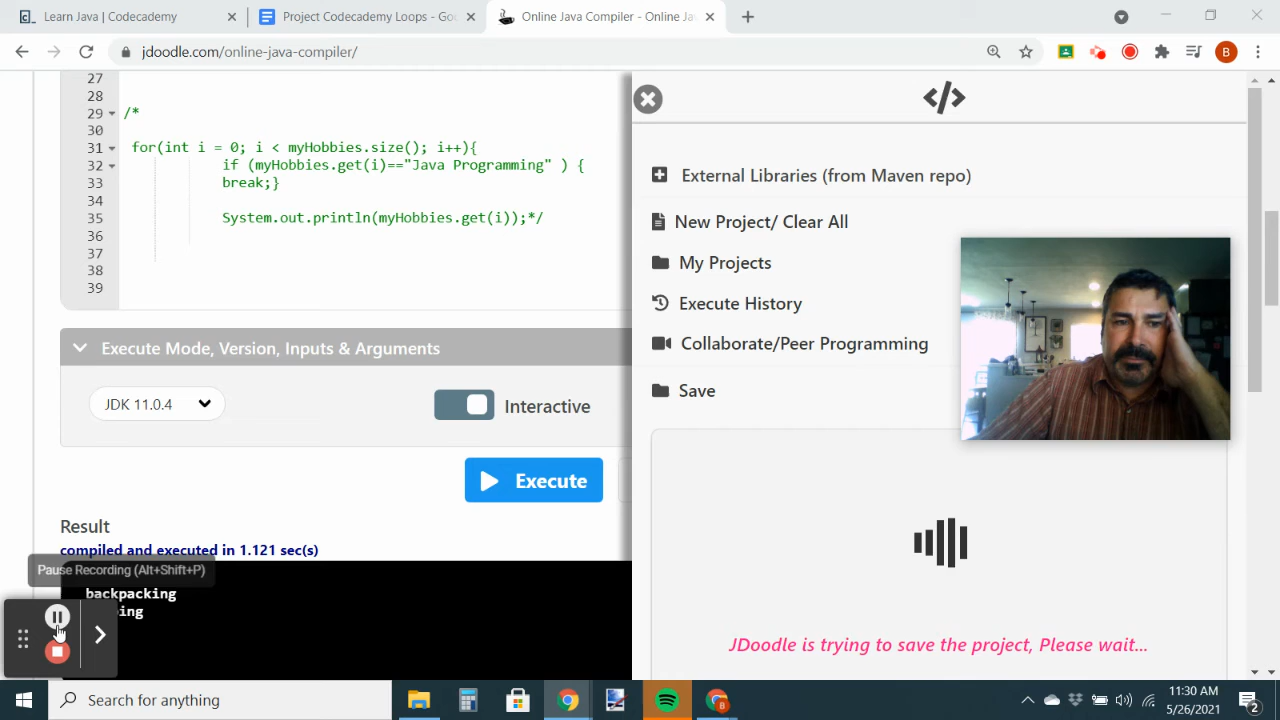 Learn Java | Codecademy
Project Codecademy Loops - Go
Online Java Compiler - Online Ja
jdoodle.com/online-java-compiler/
B
27
28
29 /*
30
31 for(int i = 0; i < myHobbies.size(); i++){
32 if (myHobbies.get(i)=="Java Programming" ) {
33 break;}
34
35 System.out.println(myHobbies.get(i));*/
36
37
38
39
</>
External Libraries (from Maven repo)
New Project/ Clear All
My Projects
Execute History
Collaborate/Peer Programming
Save
JDoodle is trying to save the project, Please wait...
Execute Mode, Version, Inputs & Arguments
JDK 11.0.4
Interactive
Execute
Result
compiled and executed in 1.121 sec(s)
Pause Recording (Alt+Shift+P)
backpacking
Search for anything
B
11:30 AM
5/26/2021
2